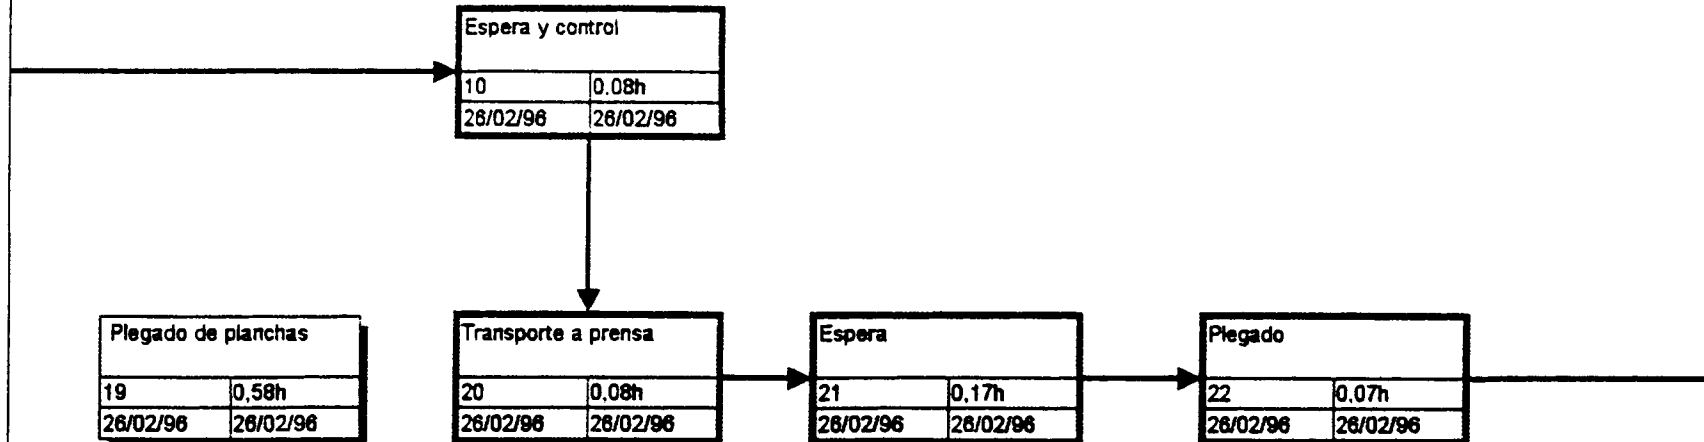 Espera y control
10 0.08h
26/02/96 26/02/96
Plegado de planchas
19 0,58h
26/02/96 26/02/96
Transporte a prensa
20 0,08h
26/02/96 26/02/96
Espera
21 0,17h
26/02/96 26/02/96
Plegado
22 0,07h
26/02/96 26/02/96